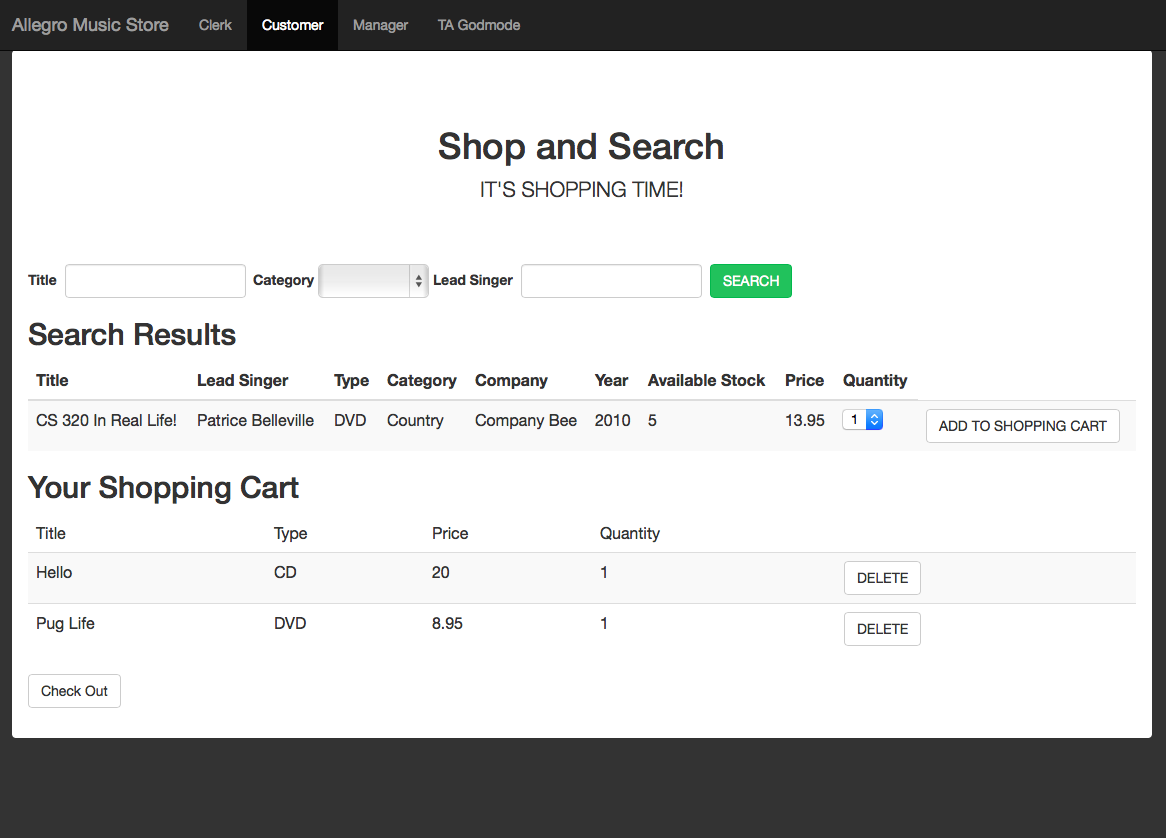 Allegro Music Store Clerk Customer Manager TA Godmode
Shop and Search
IT'S SHOPPING TIME!
Title Category Lead Singer SEARCH
Search Results
Title Lead Singer Type Category Company Year Available Stock Price Quantity
CS 320 In Real Life! Patrice Belleville DVD Country Company Bee 2010 5 13.95 1 ADD TO SHOPPING CART
Your Shopping Cart
Title Type Price Quantity
Hello CD 20 1 DELETE
Pug Life DVD 8.95 1 DELETE
Check Out